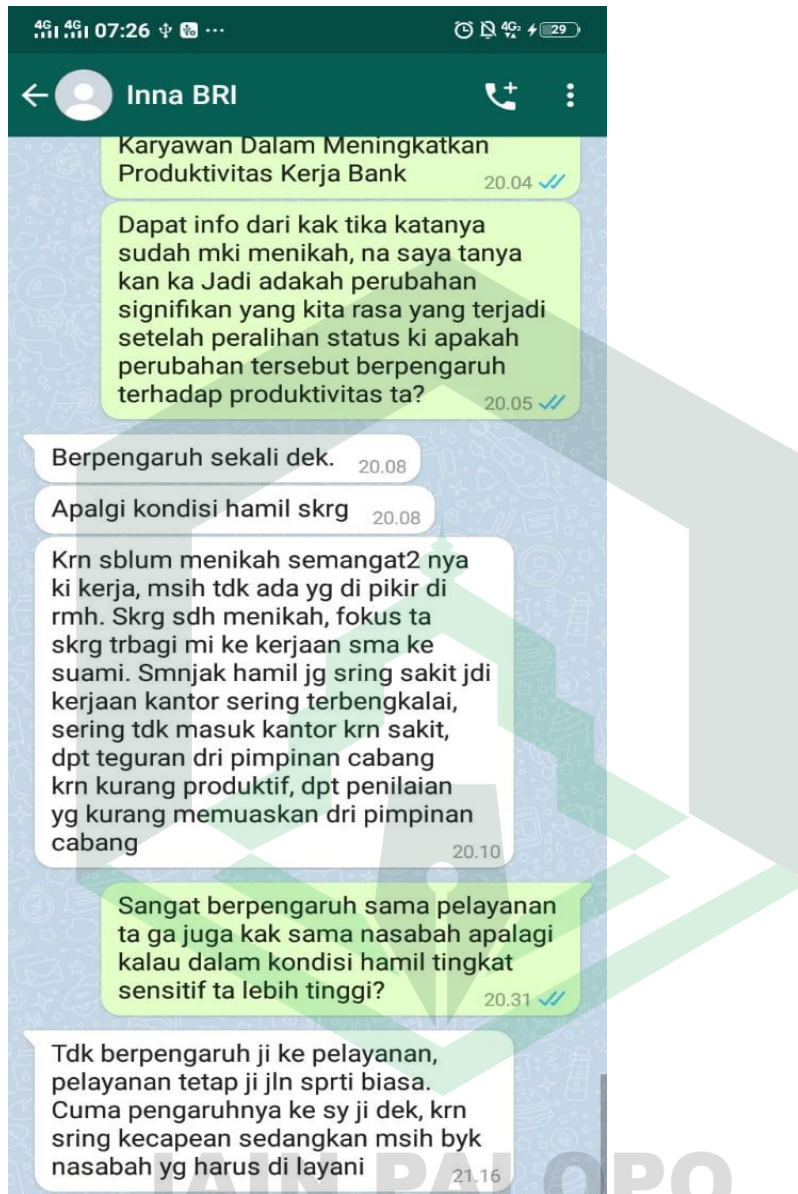 4G 4G 07:26 ...
4G 29
Inna BRI
Karyawan Dalam Meningkatkan
Produktivitas Kerja Bank 20.04
Dapat info dari kak tika katanya
sudah mki menikah, na saya tanya
kan ka Jadi adakah perubahan
signifikan yang kita rasa yang terjadi
setelah peralihan status ki apakah
perubahan tersebut berpengaruh
terhadap produktivitas ta? 20.05
Berpengaruh sekali dek. 20.08
Apalgi kondisi hamil skrg 20.08
Krn sblum menikah semangat2 nya
ki kerja, msih tdk ada yg di pikir di
rmh. Skrg sdh menikah, fokus ta
skrg trbagi mi ke kerjaan sma ke
suami. Smnjak hamil jg sring sakit jdi
kerjaan kantor sering terbengkalai,
sering tdk masuk kantor krn sakit,
dpt teguran dri pimpinan cabang
krn kurang produktif, dpt penilaian
yg kurang memuaskan dri pimpinan
cabang 20.10
Sangat berpengaruh sama pelayanan
ta ga juga kak sama nasabah apalagi
kalau dalam kondisi hamil tingkat
sensitif ta lebih tinggi? 20.31
Tdk berpengaruh ji ke pelayanan,
pelayanan tetap ji jln sprti biasa.
Cuma pengaruhnya ke sy ji dek, krn
sring kecapean sedangkan msih byk
nasabah yg harus di layani 21.16
IAIN PALOPO